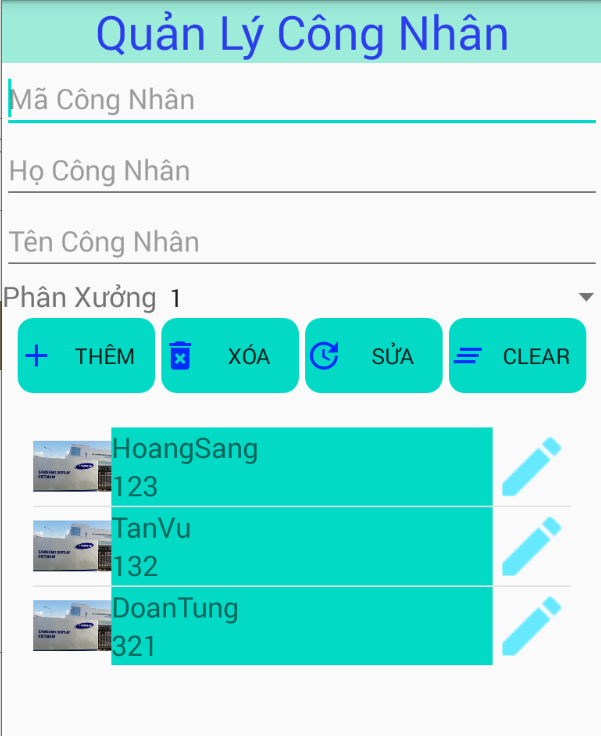 Quản Lý Công Nhân
Mã Công Nhân
Họ Công Nhân
Tên Công Nhân
Phân Xưởng 1
THÊM XÓA SỬA CLEAR
HoangSang
123
TanVu
132
DoanTung
321